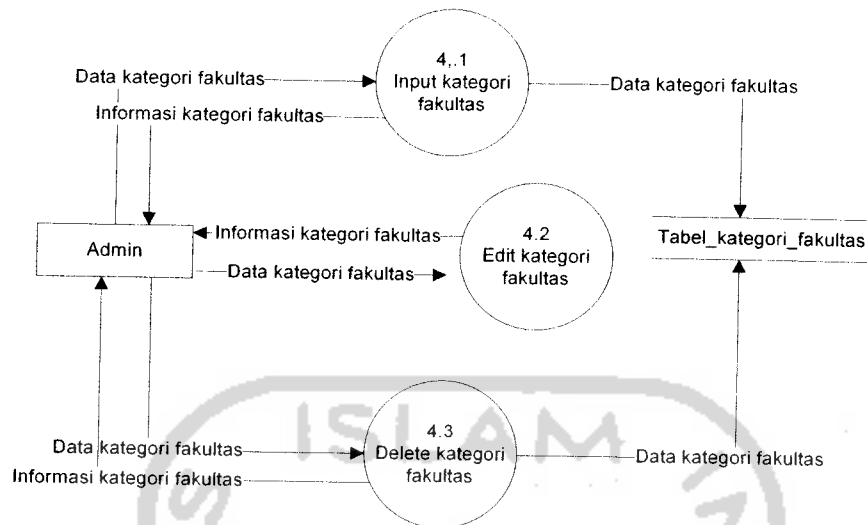 4,.1
Input kategori
fakultas
Data kategori fakultas
Informasi kategori fakultas
Data kategori fakultas
Admin
Informasi kategori fakultas
Data kategori fakultas
4.2
Edit kategori
fakultas
Tabel_kategori_fakultas
ISLAM
4.3
Delete kategori
fakultas
Data kategori fakultas
Informasi kategori fakultas
Data kategori fakultas